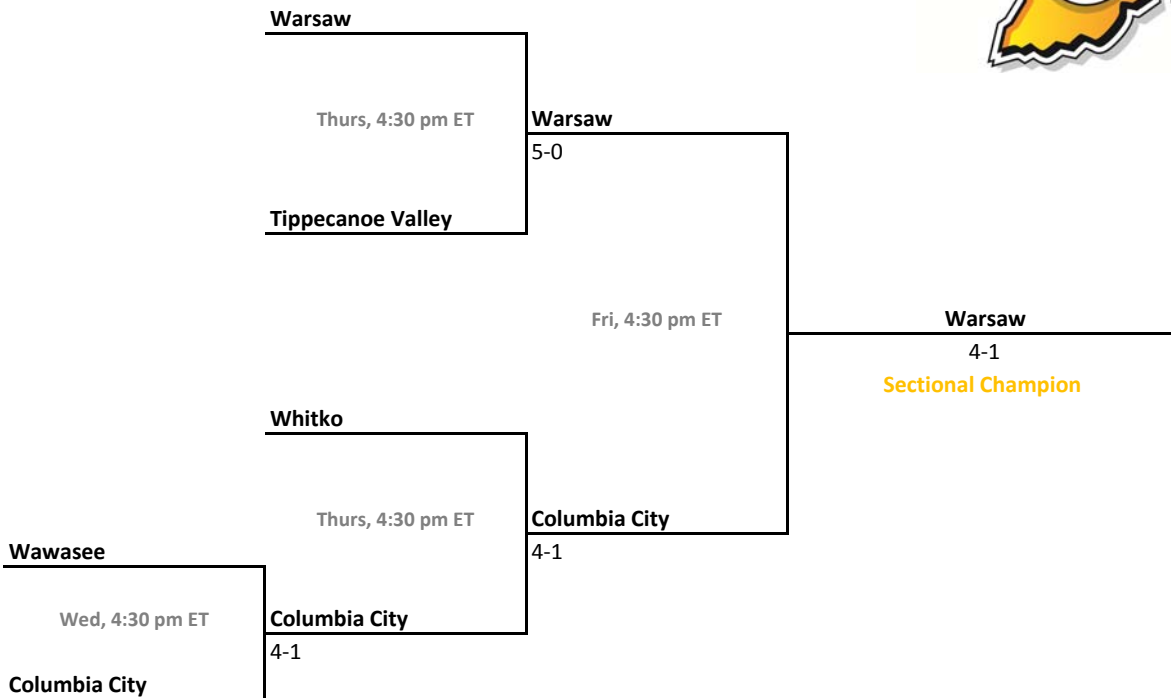 Warsaw
Thurs, 4:30 pm ET
Warsaw
5-0
Tippecanoe Valley
Fri, 4:30 pm ET
Warsaw
4-1
Sectional Champion
Whitko
Thurs, 4:30 pm ET
Columbia City
4-1
Wawasee
Wed, 4:30 pm ET
Columbia City
4-1
Columbia City